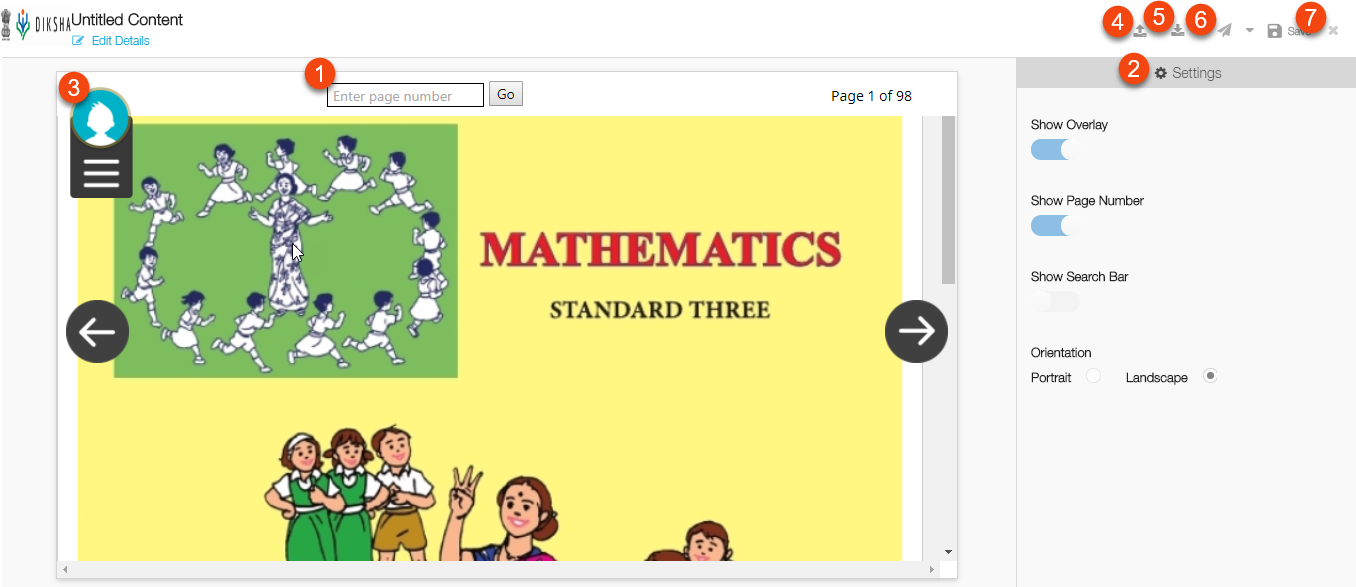 DIKSHA Untitled Content
Edit Details
4 5 6 7
Save
1 Enter page number Go
Page 1 of 98
2 Settings
3
MATHEMATICS
STANDARD THREE
Show Overlay
Show Page Number
Show Search Bar
Orientation
Portrait Landscape